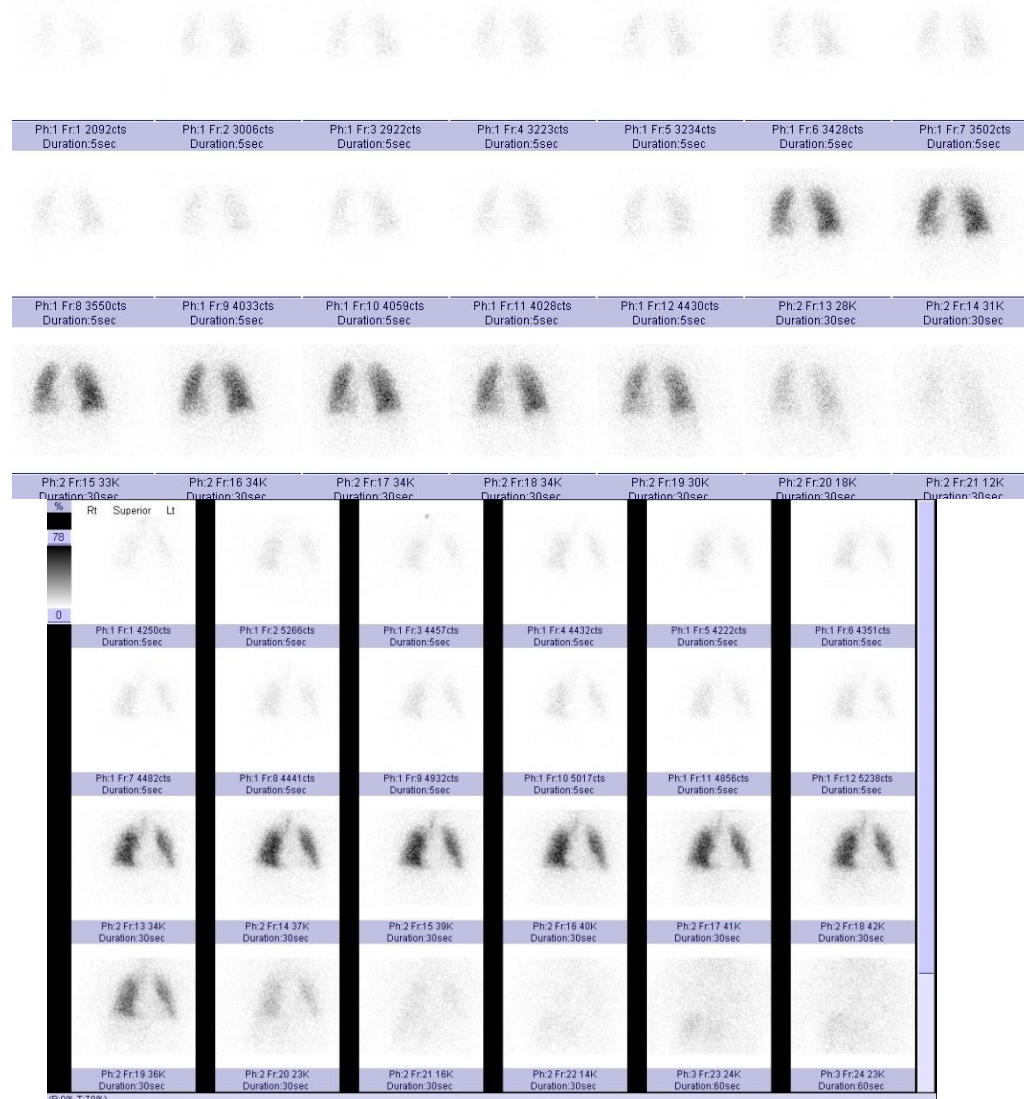 Ph:1 Fr:1 2092cts Ph:1 Fr:2 3006cts Ph:1 Fr:3 2922cts Ph:1 Fr:4 3223cts Ph:1 Fr:5 3234cts Ph:1 Fr:6 3428cts Ph:1 Fr:7 3502cts
Duration:5sec Duration:5sec Duration:5sec Duration:5sec Duration:5sec Duration:5sec Duration:5sec
Ph:1 Fr:8 3550cts Ph:1 Fr:9 4033cts Ph:1 Fr:10 4059cts Ph:1 Fr:11 4028cts Ph:1 Fr:12 4430cts Ph:2 Fr:13 28K Ph:2 Fr:14 31K
Duration:5sec Duration:5sec Duration:5sec Duration:5sec Duration:5sec Duration:30sec Duration:30sec
Ph:2 Fr:15 33K Ph:2 Fr:16 34K Ph:2 Fr:17 34K Ph:2 Fr:18 34K Ph:2 Fr:19 30K Ph:2 Fr:20 18K Ph:2 Fr:21 12K
Duration:30sec Duration:30sec Duration:30sec Duration:30sec Duration:30sec Duration:30sec Duration:30sec
% Rt Superior Lt
78
0
Ph:1 Fr:1 4250cts Ph:1 Fr:2 5266cts Ph:1 Fr:3 4457cts Ph:1 Fr:4 4432cts Ph:1 Fr:5 4222cts Ph:1 Fr:6 4351cts
Duration:5sec Duration:5sec Duration:5sec Duration:5sec Duration:5sec Duration:5sec
Ph:1 Fr:7 4482cts Ph:1 Fr:8 4441cts Ph:1 Fr:9 4932cts Ph:1 Fr:10 5017cts Ph:1 Fr:11 4856cts Ph:1 Fr:12 5238cts
Duration:5sec Duration:5sec Duration:5sec Duration:5sec Duration:5sec Duration:5sec
Ph:2 Fr:13 34K Ph:2 Fr:14 37K Ph:2 Fr:15 39K Ph:2 Fr:16 40K Ph:2 Fr:17 41K Ph:2 Fr:18 42K
Duration:30sec Duration:30sec Duration:30sec Duration:30sec Duration:30sec Duration:30sec
Ph:2 Fr:19 36K Ph:2 Fr:20 23K Ph:2 Fr:21 16K Ph:2 Fr:22 14K Ph:3 Fr:23 24K Ph:3 Fr:24 23K
Duration:30sec Duration:30sec Duration:30sec Duration:30sec Duration:60sec Duration:60sec